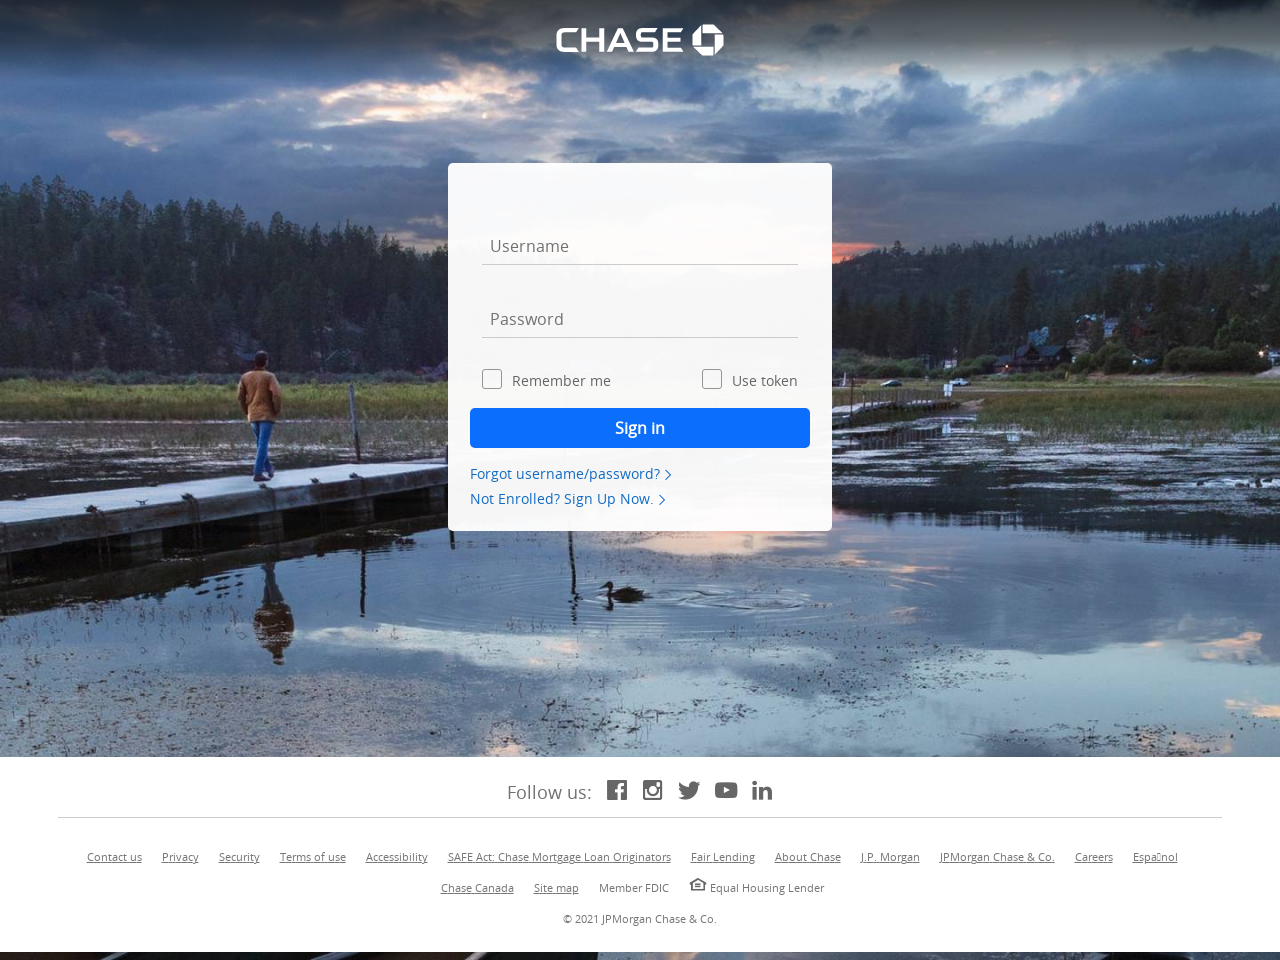 CHASE
Username
Password
Remember me Use token
Sign in
Forgot username/password?
Not Enrolled? Sign Up Now.
Follow us:
Contact us Privacy Security Terms of use Accessibility SAFE Act: Chase Mortgage Loan Originators Fair Lending About Chase J.P. Morgan JPMorgan Chase & Co. Careers Espa▯nol
Chase Canada Site map Member FDIC Equal Housing Lender
© 2021 JPMorgan Chase & Co.